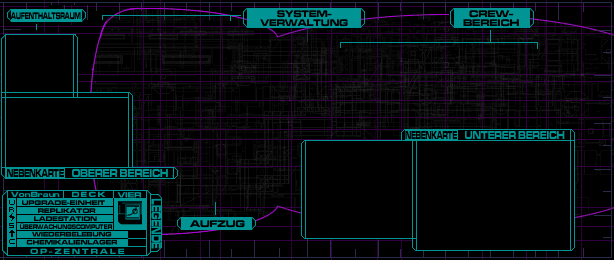 AUFENTHALTSRAUM
SYSTEM-
VERWALTUNG
CREW-
BEREICH
NEBENKARTE UNTERER BEREICH
NEBENKARTE OBERER BEREICH
VonBraun DECK VIER
UPGRADE-EINHEIT
REPLIKATOR
LADESTATION
ÜBERWACHUNGSCOMPUTER
WIEDERBELEBUNG
CHEMIKALIENLAGER
OP-ZENTRALE
LEGENDE
AUFZUG